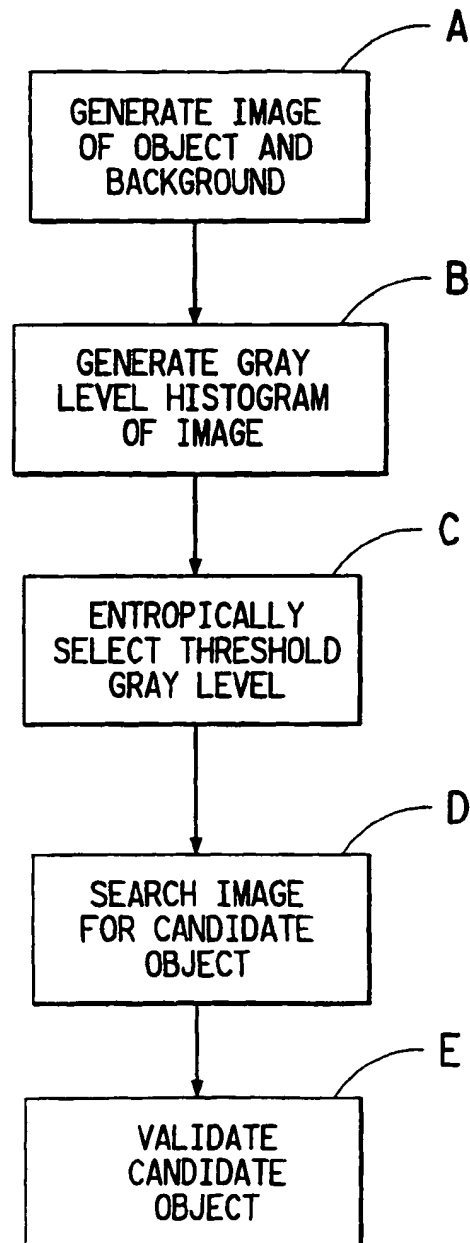 A
GENERATE IMAGE
OF OBJECT AND
BACKGROUND
B
GENERATE GRAY
LEVEL HISTOGRAM
OF IMAGE
C
ENTROPICALLY
SELECT THRESHOLD
GRAY LEVEL
D
SEARCH IMAGE
FOR CANDIDATE
OBJECT
E
VALIDATE
CANDIDATE
OBJECT